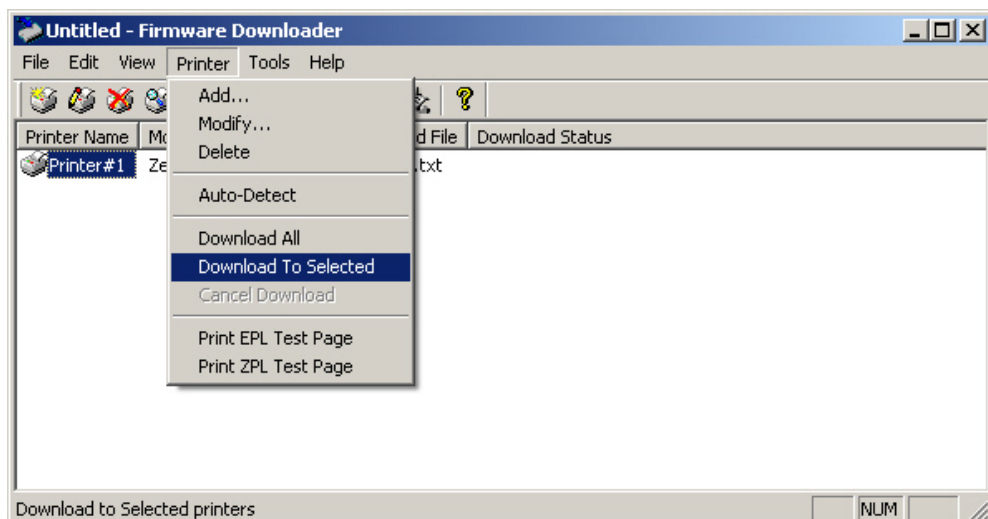 Untitled - Firmware Downloader
File Edit View Printer Tools Help
Printer Name Mo d File Download Status
Printer#1 Ze .txt
Add...
Modify...
Delete
Auto-Detect
Download All
Download To Selected
Cancel Download
Print EPL Test Page
Print ZPL Test Page
Download to Selected printers NUM